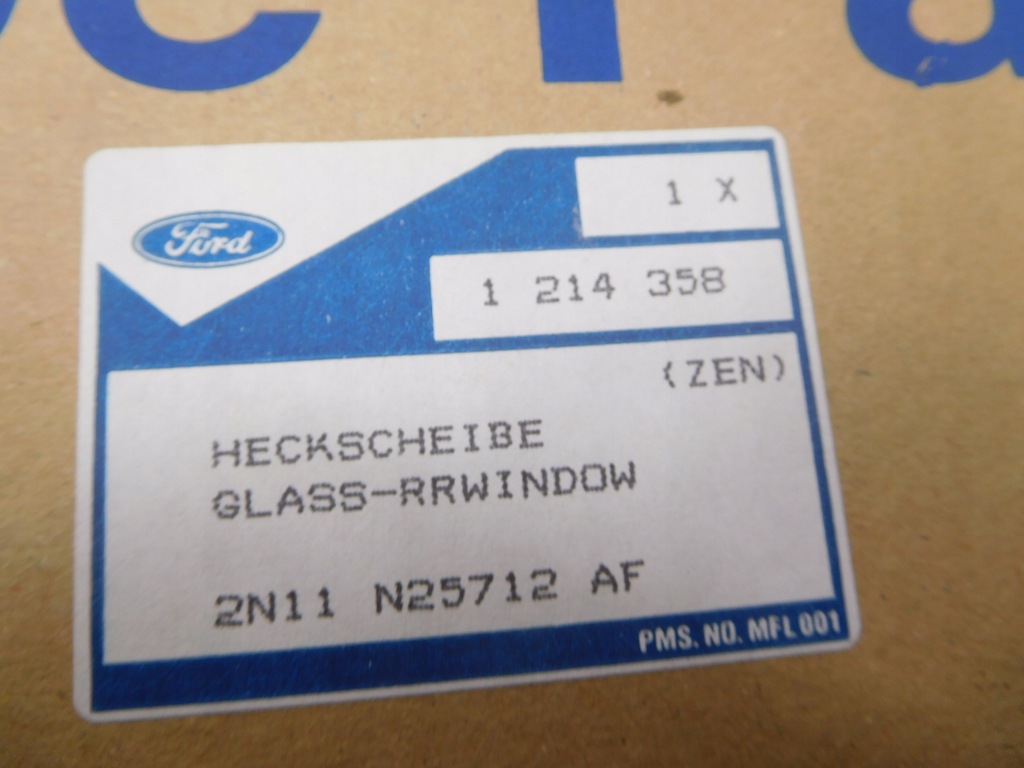 Ford
1 X
1 214 358
(ZEN)
HECKSCHEIBE
GLASS-RRWINDOW
2N11 N25712 AF
PMS. NO. MFL 001